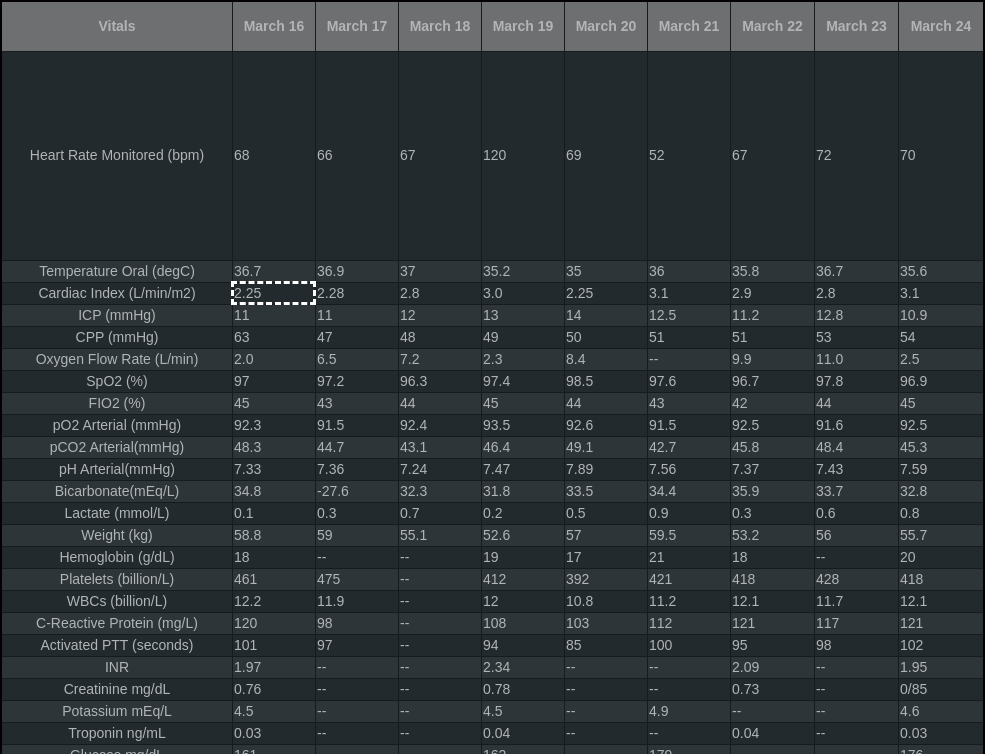 Vitals March 16 March 17 March 18 March 19 March 20 March 21 March 22 March 23 March 24
Heart Rate Monitored (bpm) 68 66 67 120 69 52 67 72 70
Temperature Oral (degC) 36.7 36.9 37 35.2 35 36 35.8 36.7 35.6
Cardiac Index (L/min/m2) 2.25 2.28 2.8 3.0 2.25 3.1 2.9 2.8 3.1
ICP (mmHg) 11 11 12 13 14 12.5 11.2 12.8 10.9
CPP (mmHg) 63 47 48 49 50 51 51 53 54
Oxygen Flow Rate (L/min) 2.0 6.5 7.2 2.3 8.4 -- 9.9 11.0 2.5
SpO2 (%) 97 97.2 96.3 97.4 98.5 97.6 96.7 97.8 96.9
FIO2 (%) 45 43 44 45 44 43 42 44 45
pO2 Arterial (mmHg) 92.3 91.5 92.4 93.5 92.6 91.5 92.5 91.6 92.5
pCO2 Arterial(mmHg) 48.3 44.7 43.1 46.4 49.1 42.7 45.8 48.4 45.3
pH Arterial(mmHg) 7.33 7.36 7.24 7.47 7.89 7.56 7.37 7.43 7.59
Bicarbonate(mEq/L) 34.8 -27.6 32.3 31.8 33.5 34.4 35.9 33.7 32.8
Lactate (mmol/L) 0.1 0.3 0.7 0.2 0.5 0.9 0.3 0.6 0.8
Weight (kg) 58.8 59 55.1 52.6 57 59.5 53.2 56 55.7
Hemoglobin (g/dL) 18 -- -- 19 17 21 18 -- 20
Platelets (billion/L) 461 475 -- 412 392 421 418 428 418
WBCs (billion/L) 12.2 11.9 -- 12 10.8 11.2 12.1 11.7 12.1
C-Reactive Protein (mg/L) 120 98 -- 108 103 112 121 117 121
Activated PTT (seconds) 101 97 -- 94 85 100 95 98 102
INR 1.97 -- -- 2.34 -- -- 2.09 -- 1.95
Creatinine mg/dL 0.76 -- -- 0.78 -- -- 0.73 -- 0/85
Potassium mEq/L 4.5 -- -- 4.5 -- 4.9 -- -- 4.6
Troponin ng/mL 0.03 -- -- 0.04 -- -- 0.04 -- 0.03